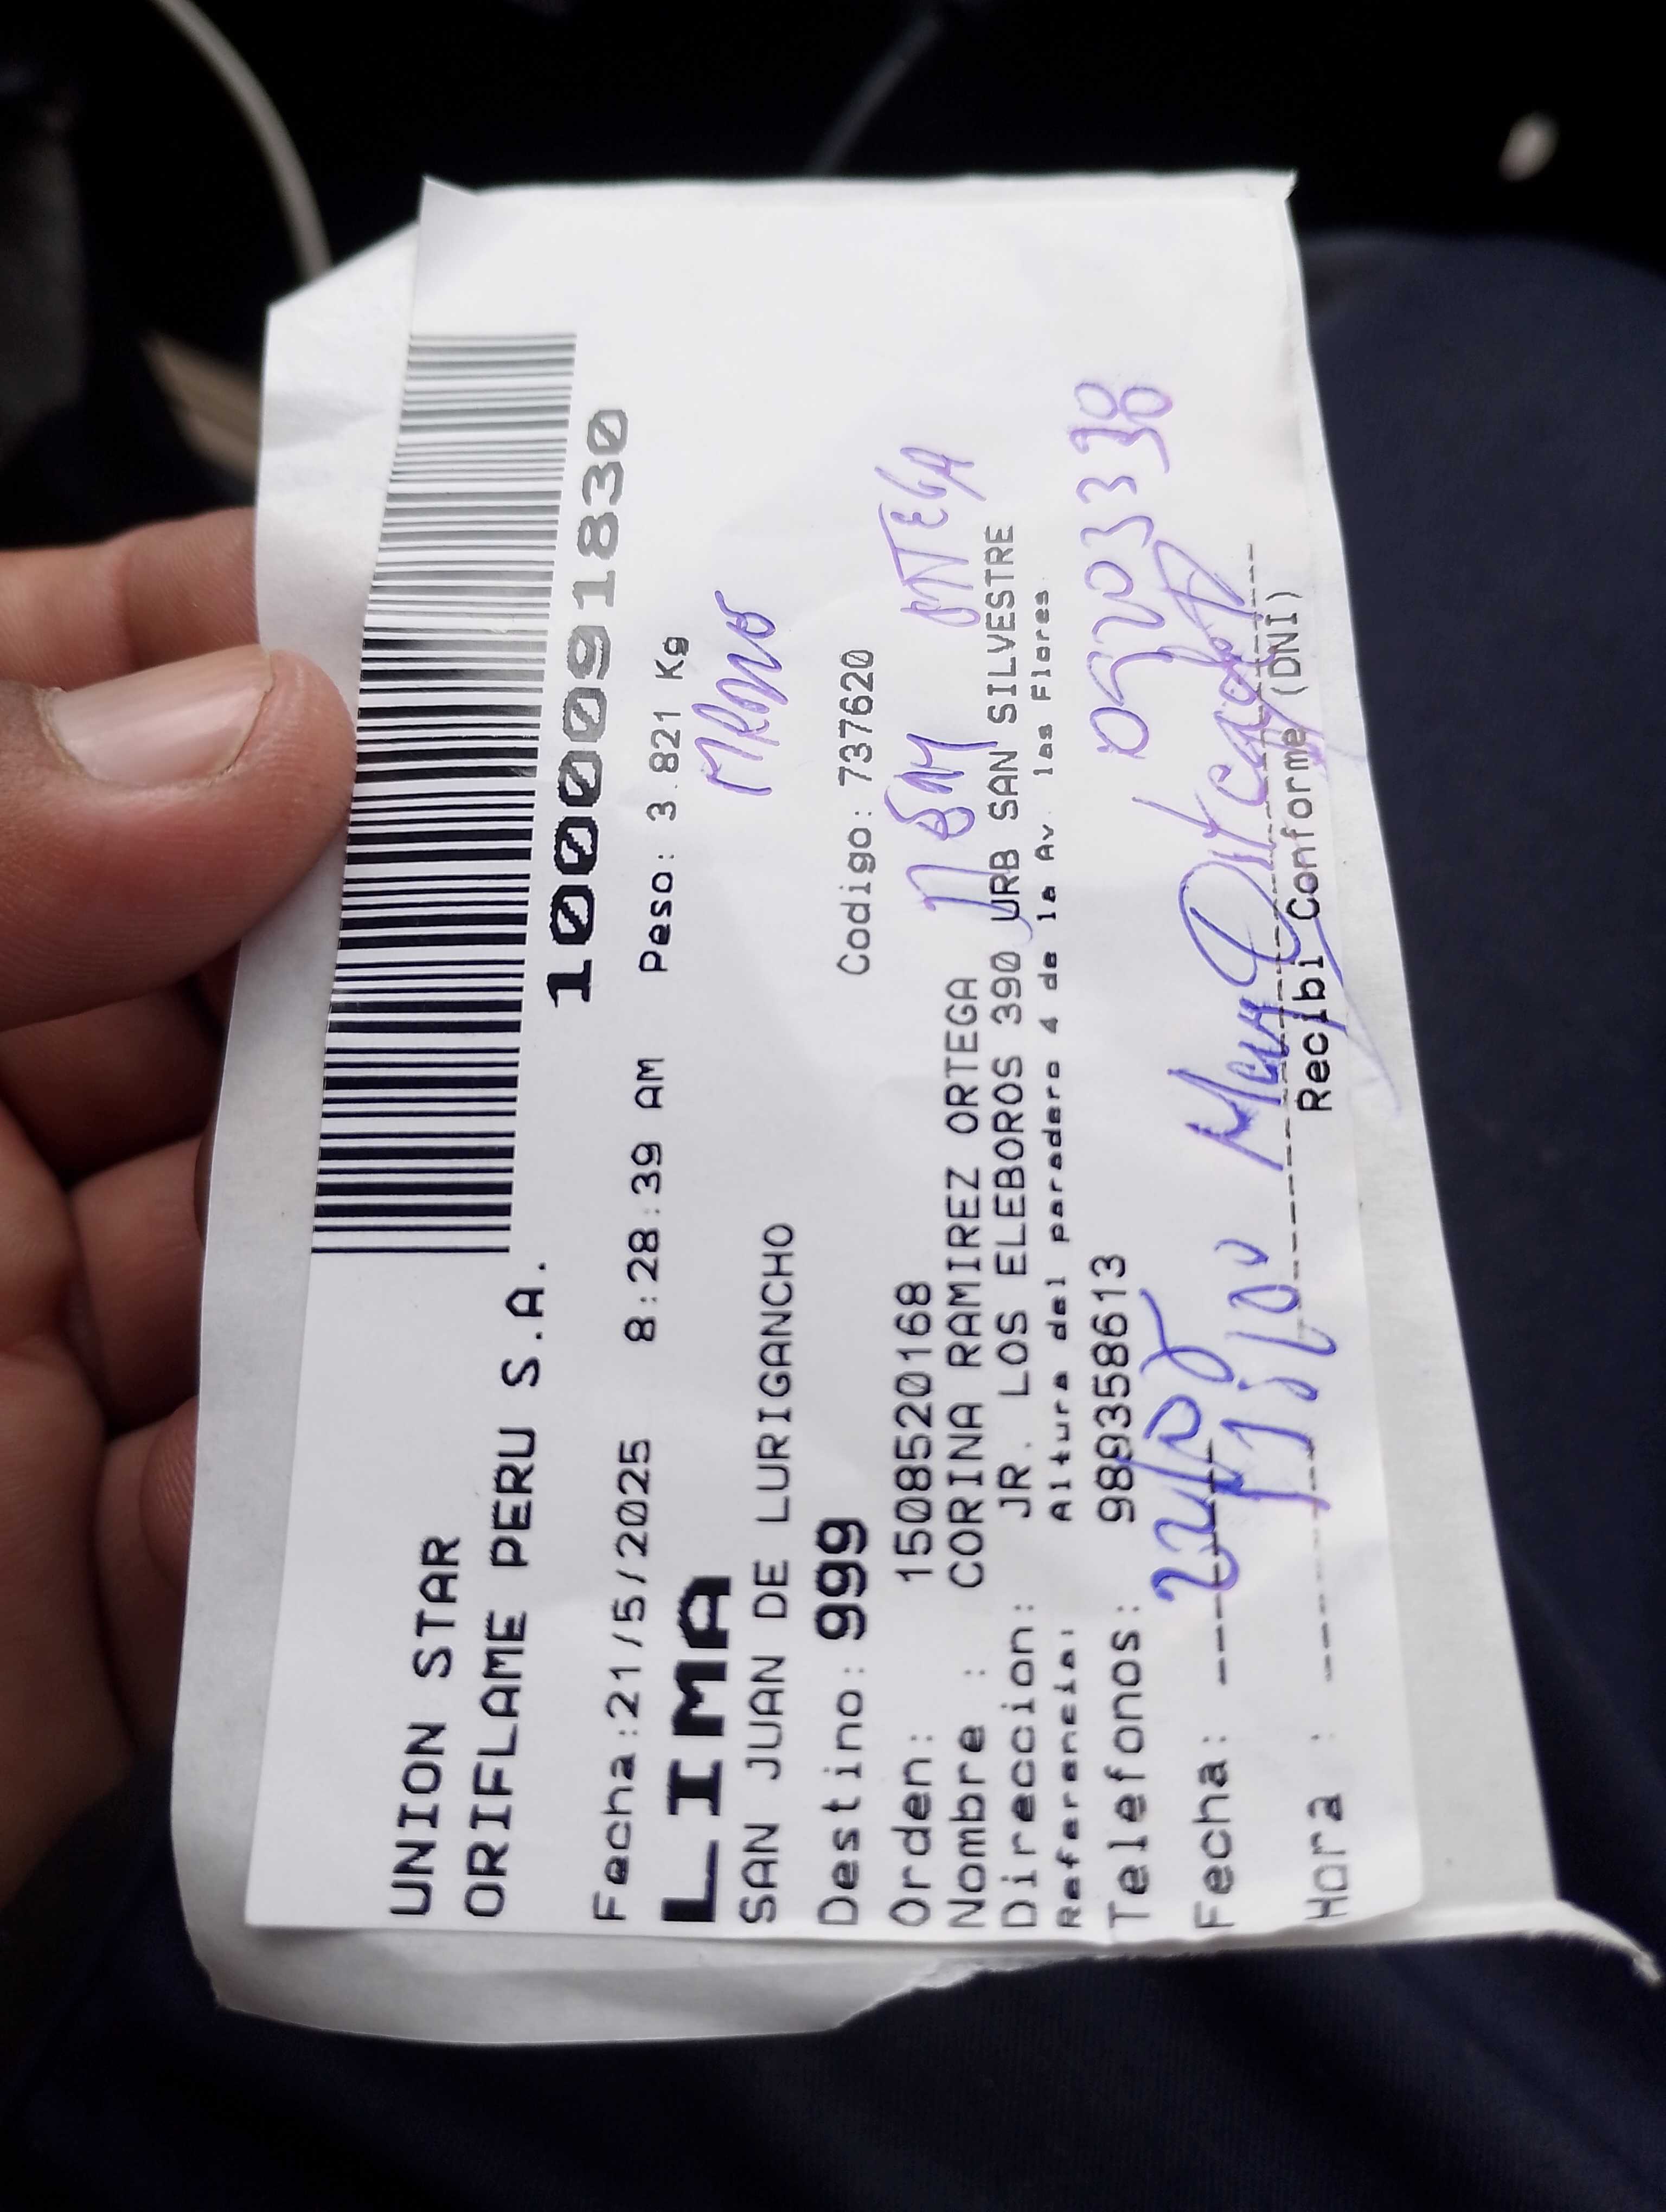 UNION STAR
ORIFLAME PERU S.A.
1000091830
Fecha:21/5/2025 8:28:39 AM Peso: 3.821 Kg
LIMA
SAN JUAN DE LURIGANCHO
Destino: 999 Codigo: 737620
Orden: 1508520168
Nombre : CORINA RAMIREZ ORTEGA
Direccion: JR. LOS ELEBOROS 390 URB SAN SILVESTRE
Referencia: Altura del paradero 4 de la Av. las Flores
Telefonos: 989358613
Fecha:
Hora :
Recibi Conforme (DNI)